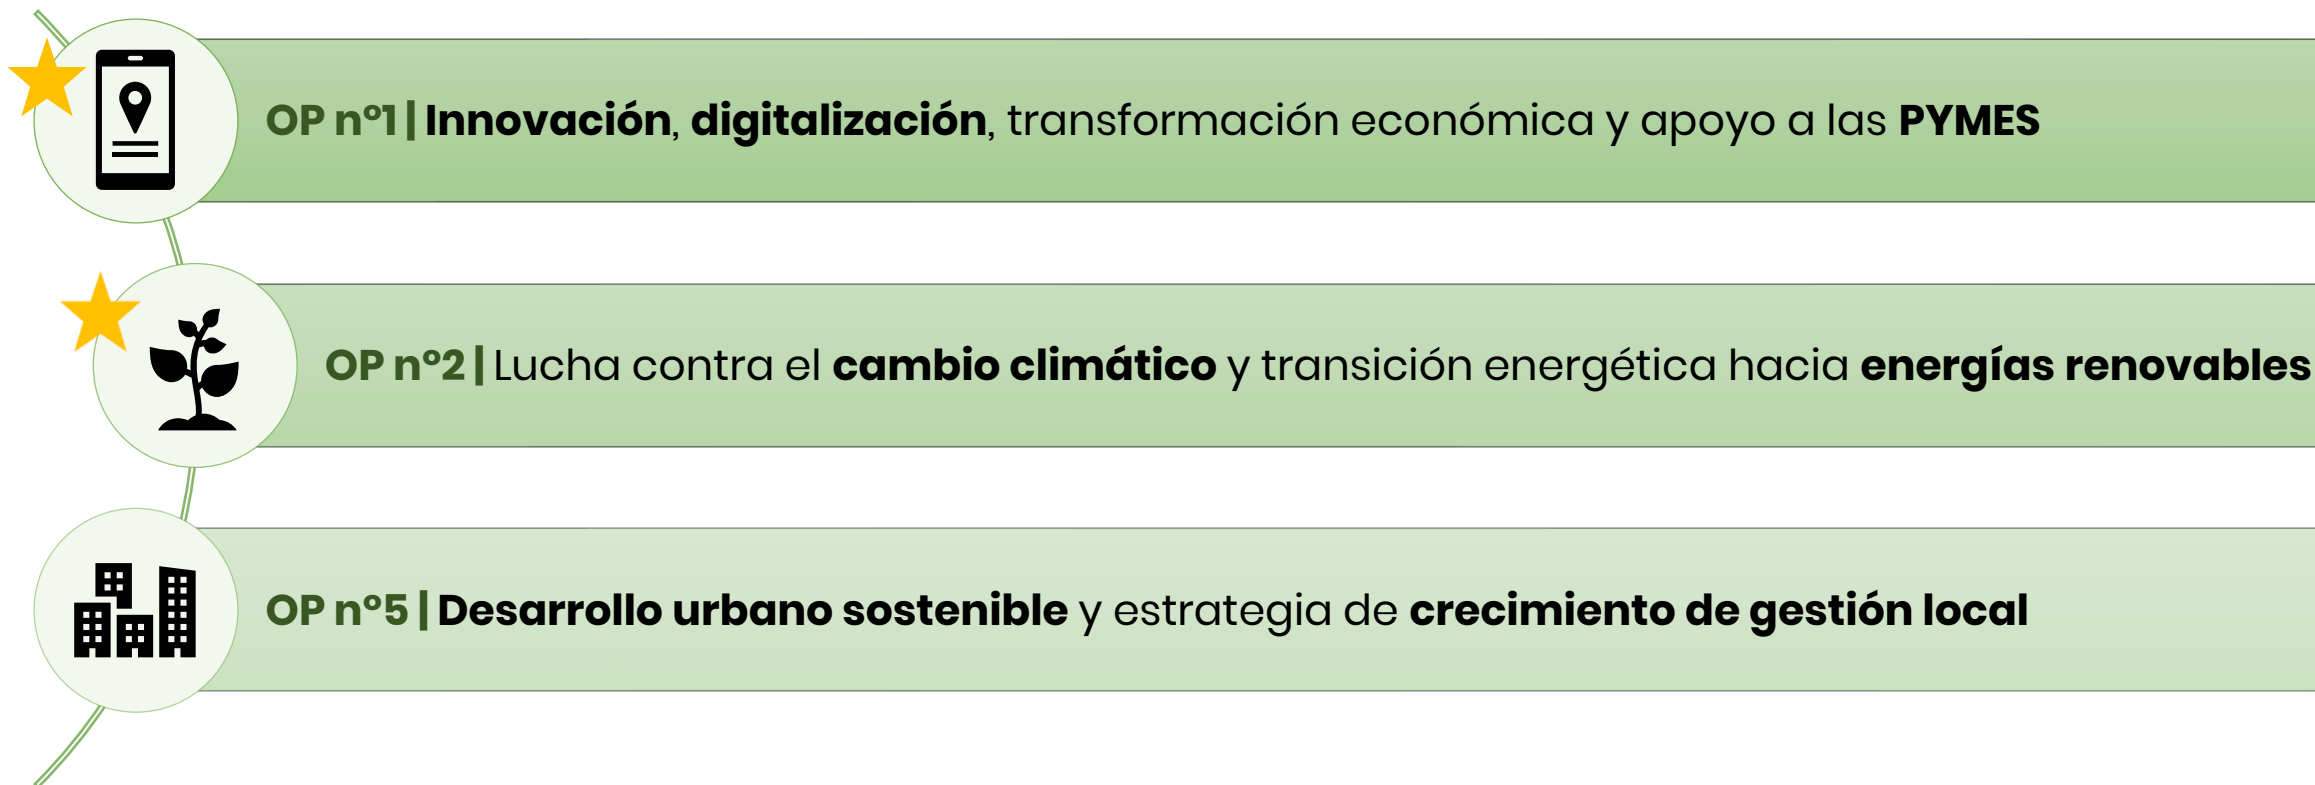 OP nº1 | Innovación, digitalización, transformación económica y apoyo a las PYMES
OP nº2 | Lucha contra el cambio climático y transición energética hacia energías renovables
OP nº5 | Desarrollo urbano sostenible y estrategia de crecimiento de gestión local